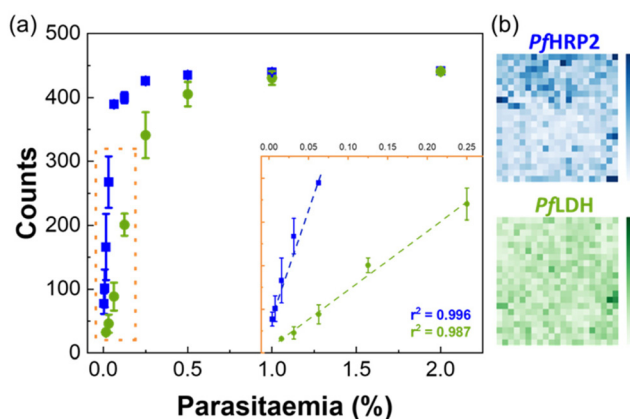 (a)
500
400
300
200
100
0
Counts
0.0
0.5
1.0
1.5
2.0
Parasitaemia (%)
0.00
0.05
0.10
0.15
0.20
0.25
r² = 0.996
r² = 0.987
(b)
PfHRP2
PfLDH